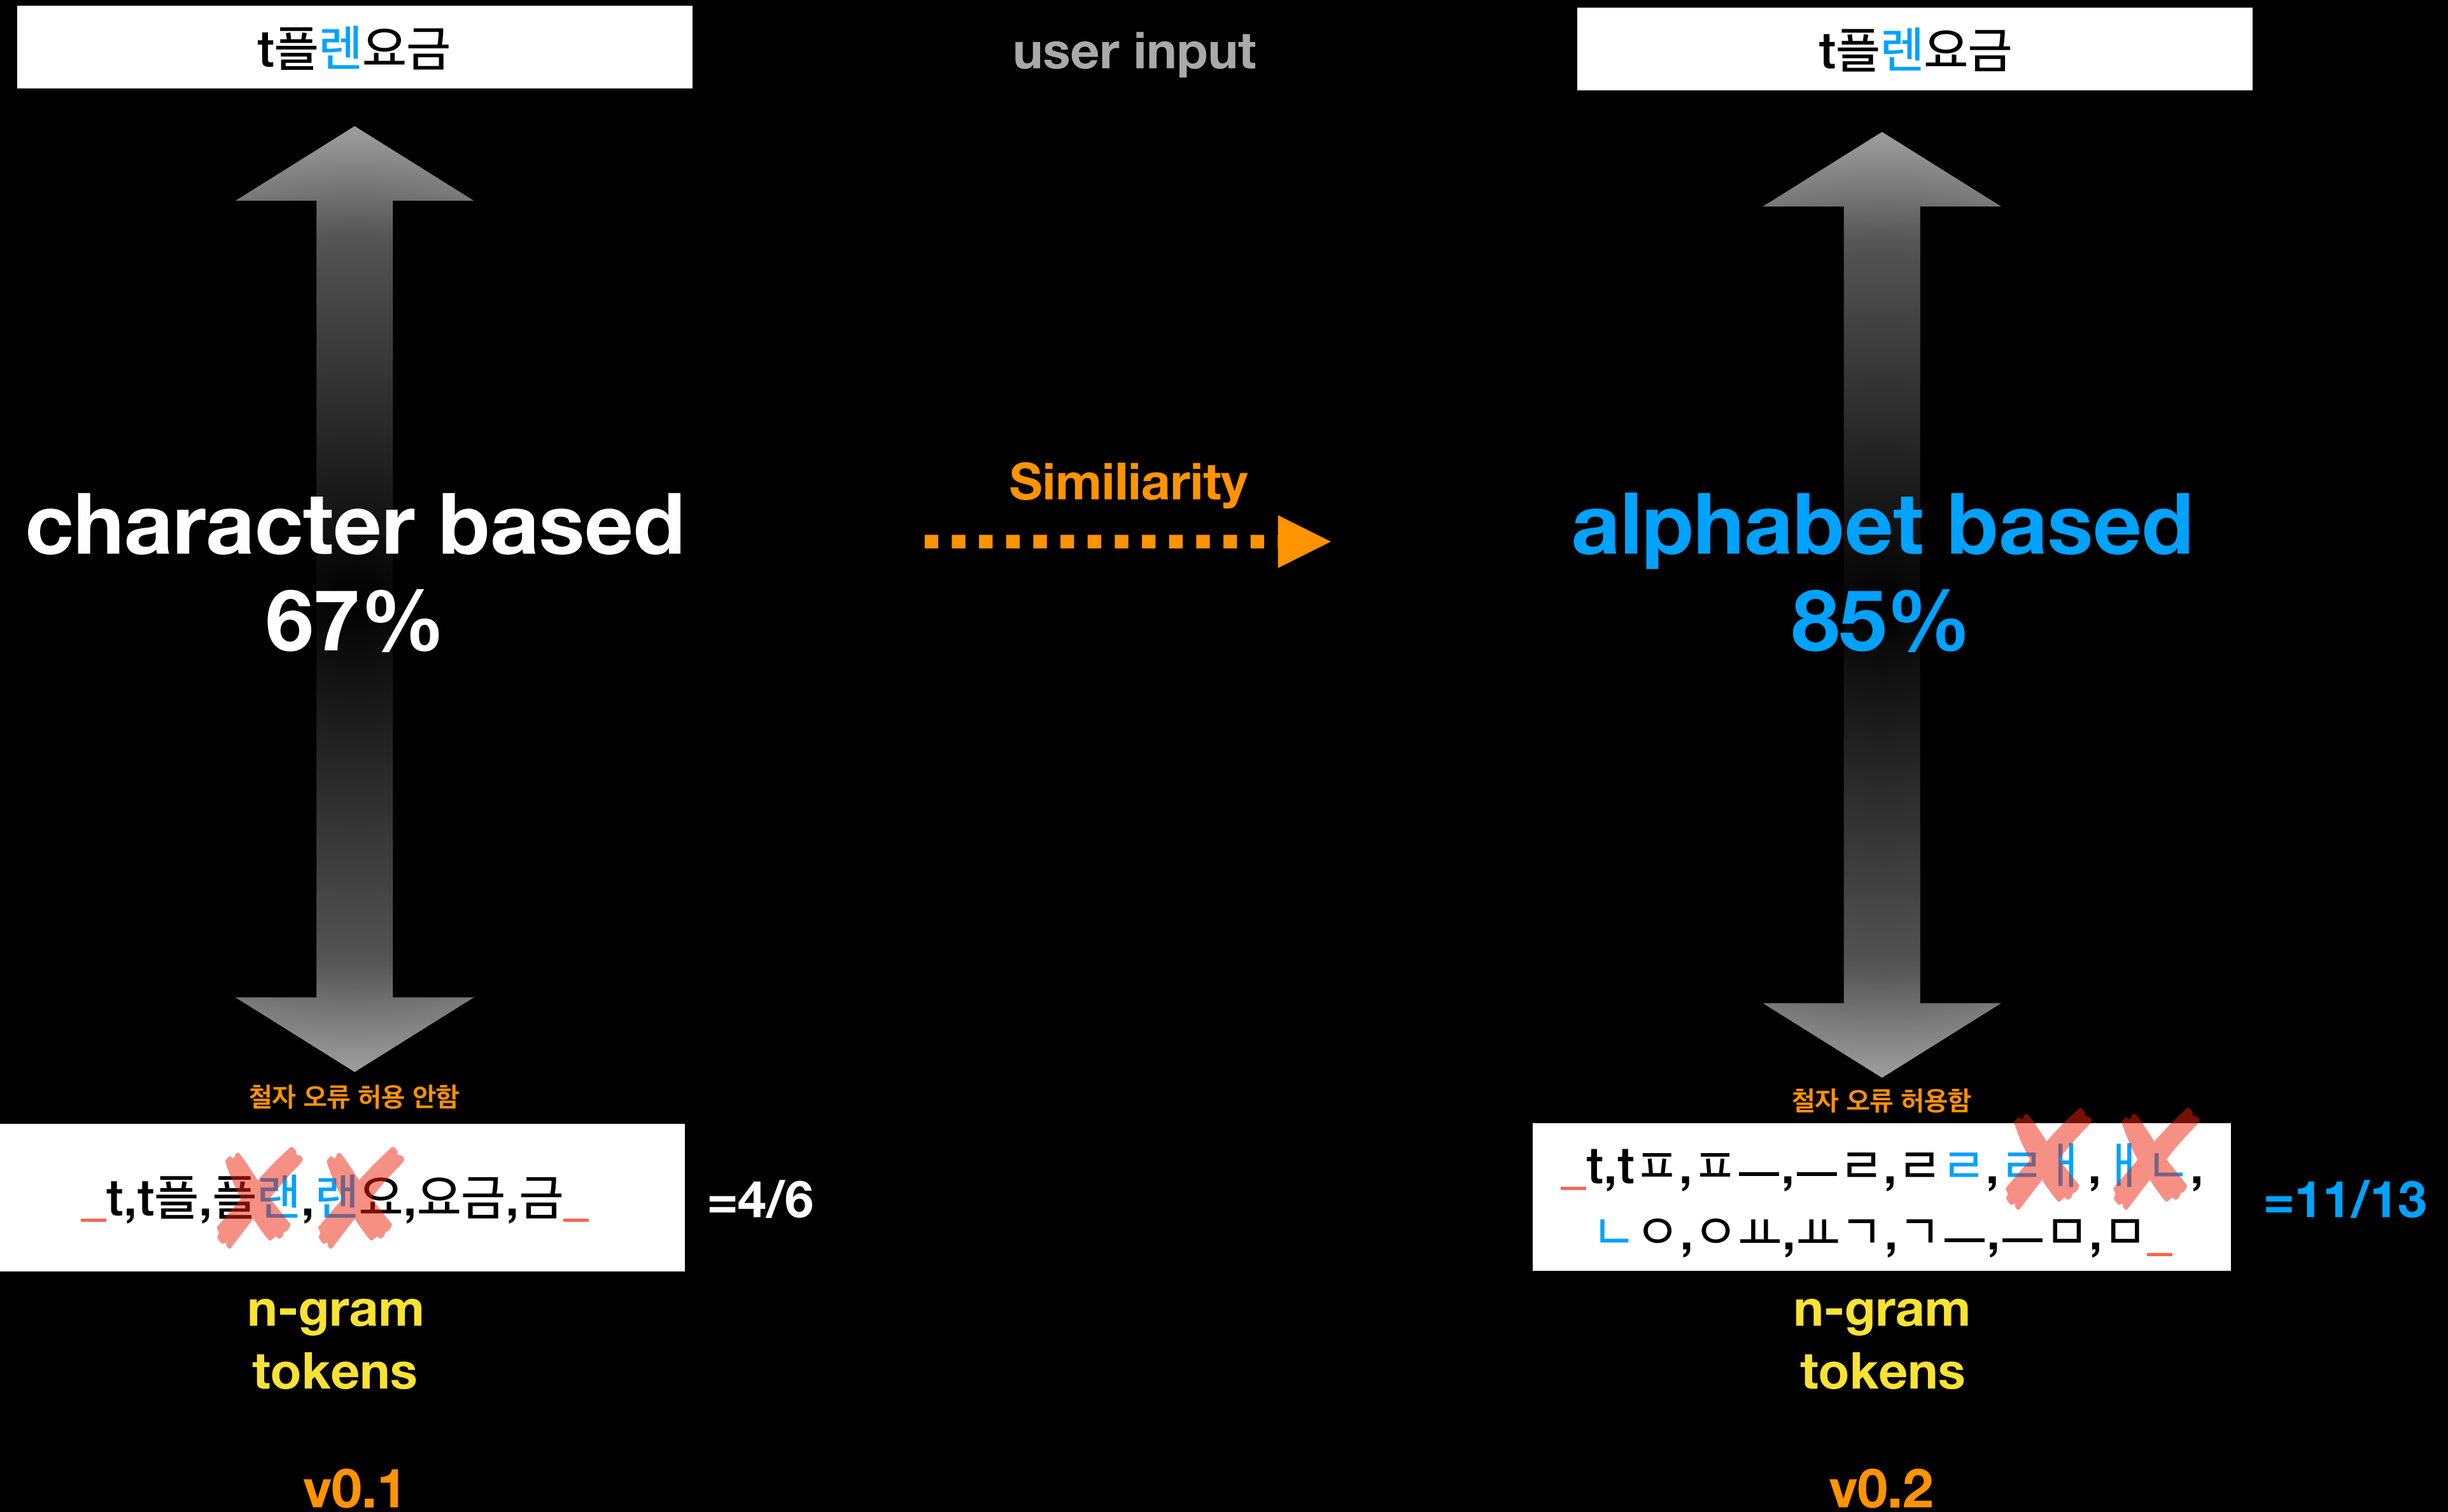 t플렌요금
user input
t플렌요금
character based
67%
Similiarity
alphabet based
85%
철자 오류 허용 안함
_t,t플,플랜,랜요,요금,금_
=4/6
n-gram
tokens
v0.1
철자 오류 허용함
_t,tㅍ,ㅍㅡ,ㅡㄹ,ㄹㄹ,ㄹㅐ,ㅐㄴ,
ㄴㅇ,ㅇㅛ,ㅛㄱ,ㄱㅡ,ㅡㅁ,ㅁ_
=11/13
n-gram
tokens
v0.2